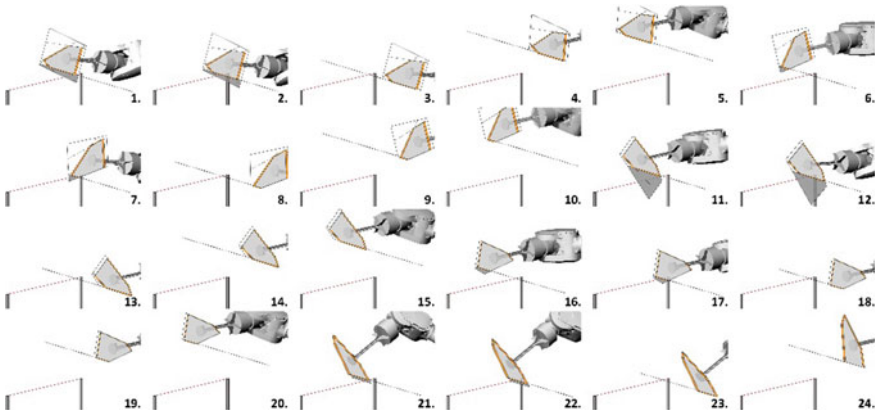 1. 2. 3. 4. 5. 6.
7. 8. 9. 10. 11. 12.
13. 14. 15. 16. 17. 18.
19. 20. 21. 22. 23. 24.